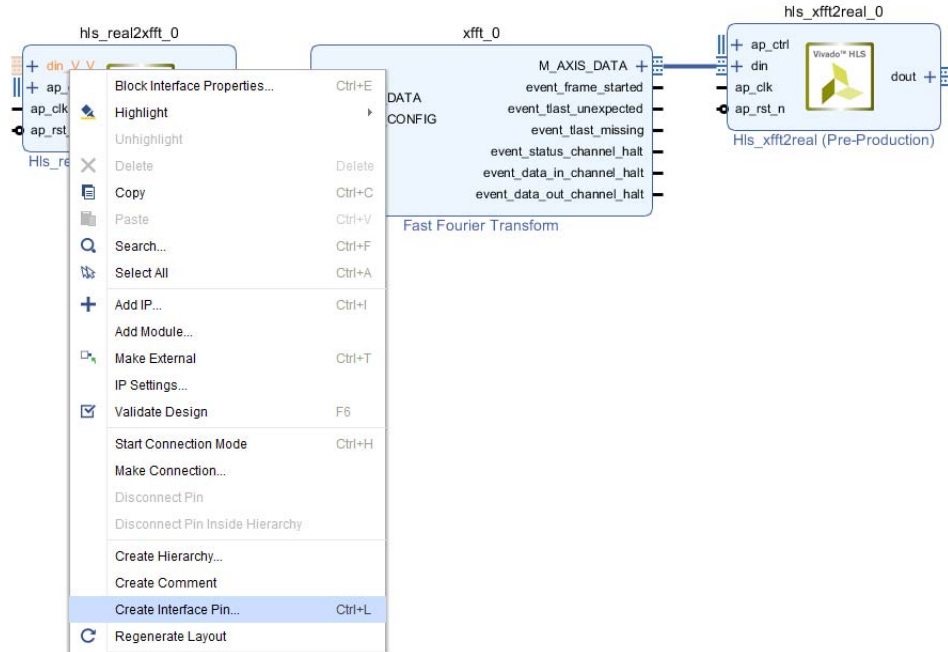 hls_real2xfft_0
din_V_V
ap_clk
Hls_re
xfft_0
DATA
CONFIG
M_AXIS_DATA
event_frame_started
event_tlast_unexpected
event_tlast_missing
event_status_channel_halt
event_data_in_channel_halt
event_data_out_channel_halt
Fast Fourier Transform
hls_xfft2real_0
ap_ctrl
din
ap_clk
ap_rst_n
Vivado™ HLS
dout
Hls_xfft2real (Pre-Production)
Block Interface Properties... Ctrl+E
Highlight
Unhighlight
Delete Delete
Copy Ctrl+C
Paste Ctrl+V
Search... Ctrl+F
Select All Ctrl+A
Add IP... Ctrl+I
Add Module...
Make External Ctrl+T
IP Settings...
Validate Design F6
Start Connection Mode Ctrl+H
Make Connection...
Disconnect Pin
Disconnect Pin Inside Hierarchy
Create Hierarchy...
Create Comment
Create Interface Pin... Ctrl+L
Regenerate Layout